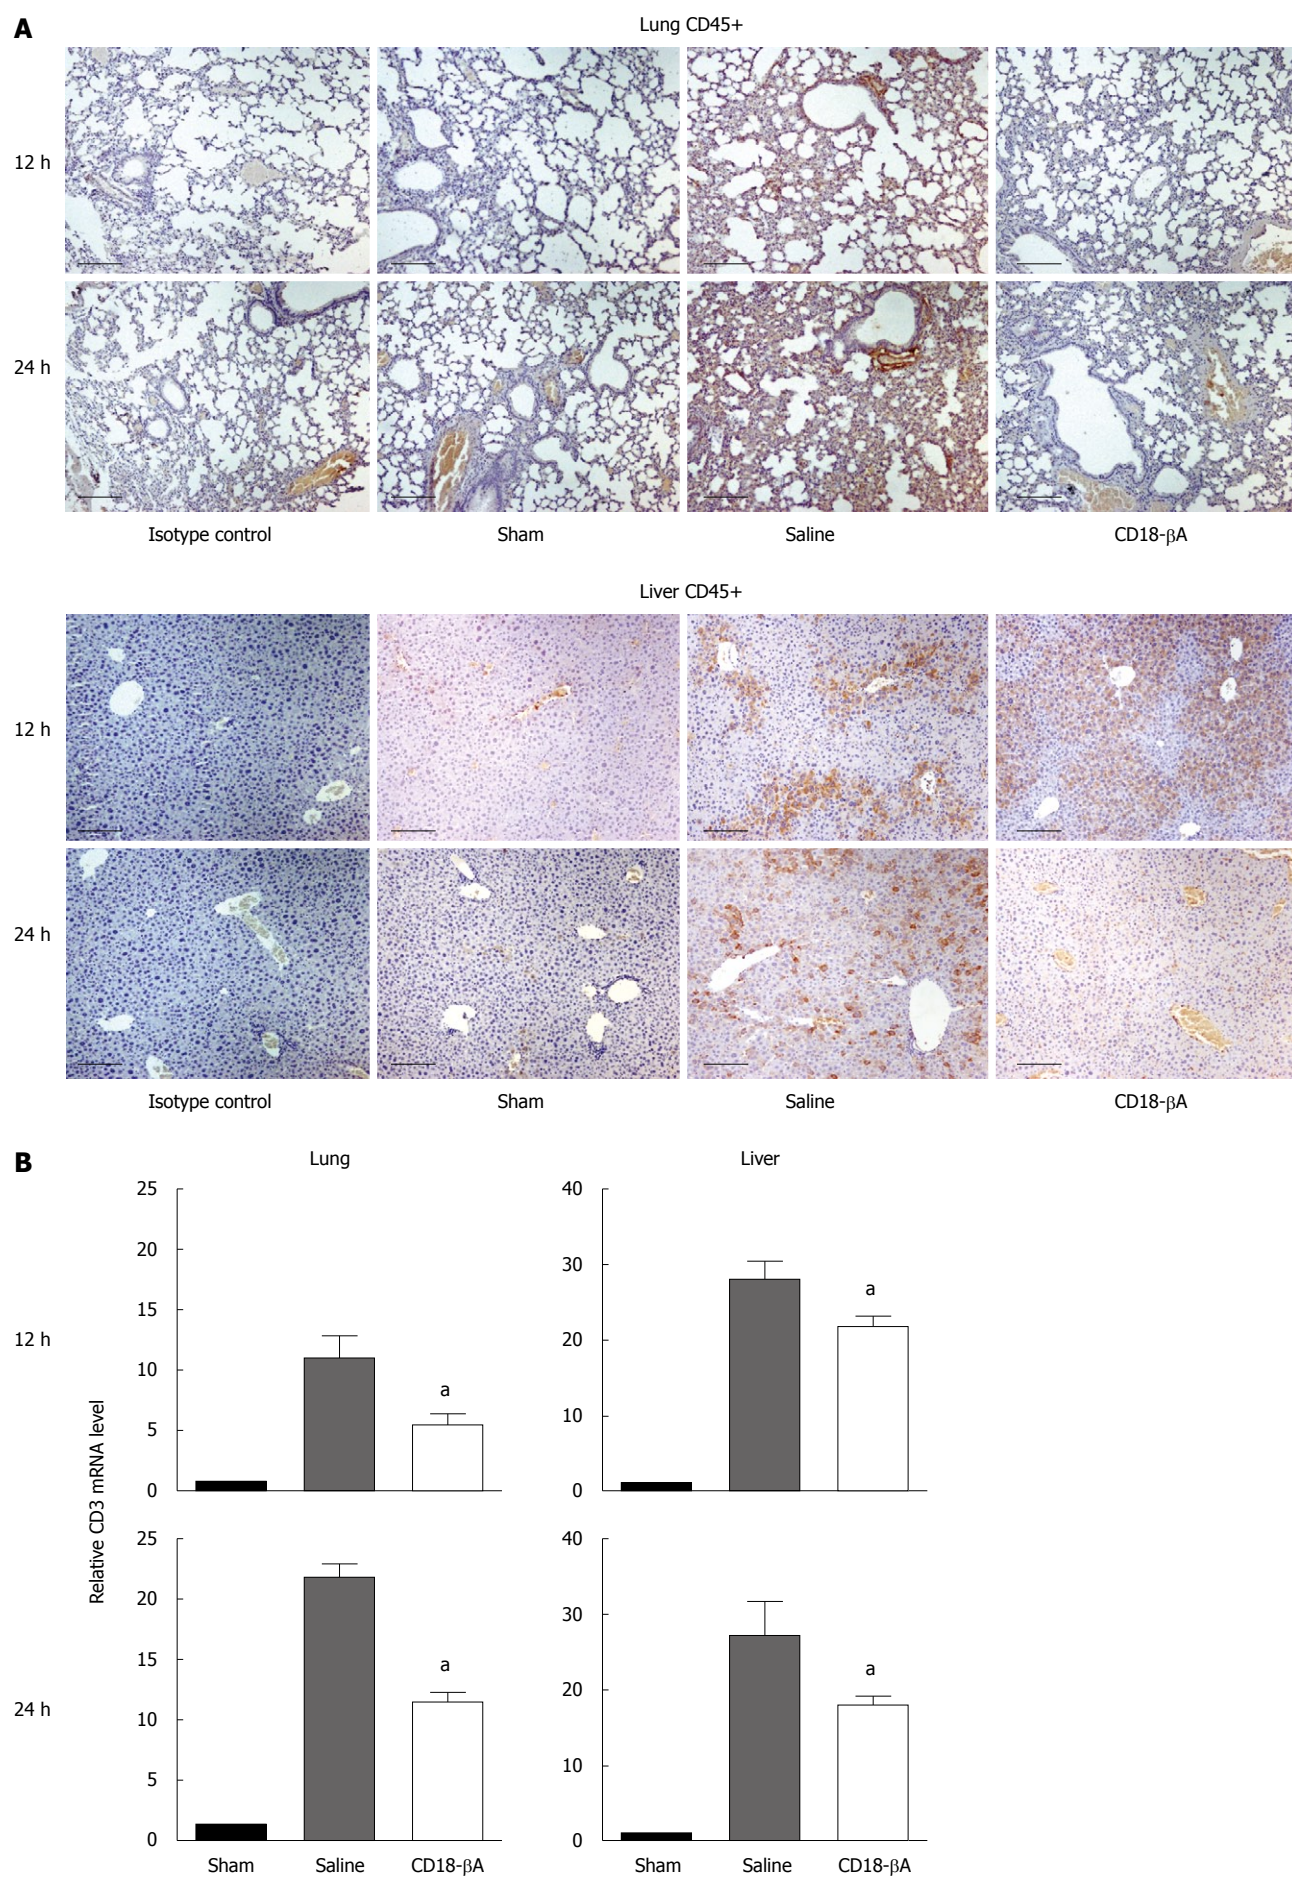 A
Lung CD45+
12 h
24 h
Isotype control Sham Saline CD18-βA
Liver CD45+
12 h
24 h
Isotype control Sham Saline CD18-βA
B
Lung Liver
Relative CD3 mRNA level
12 h
25 40
20
30
15
a
20
10
a
10
5
0 0
24 h
25 40
20
30
15
a
a
20
10
10
5
0 0
Sham Saline CD18-βA Sham Saline CD18-βA